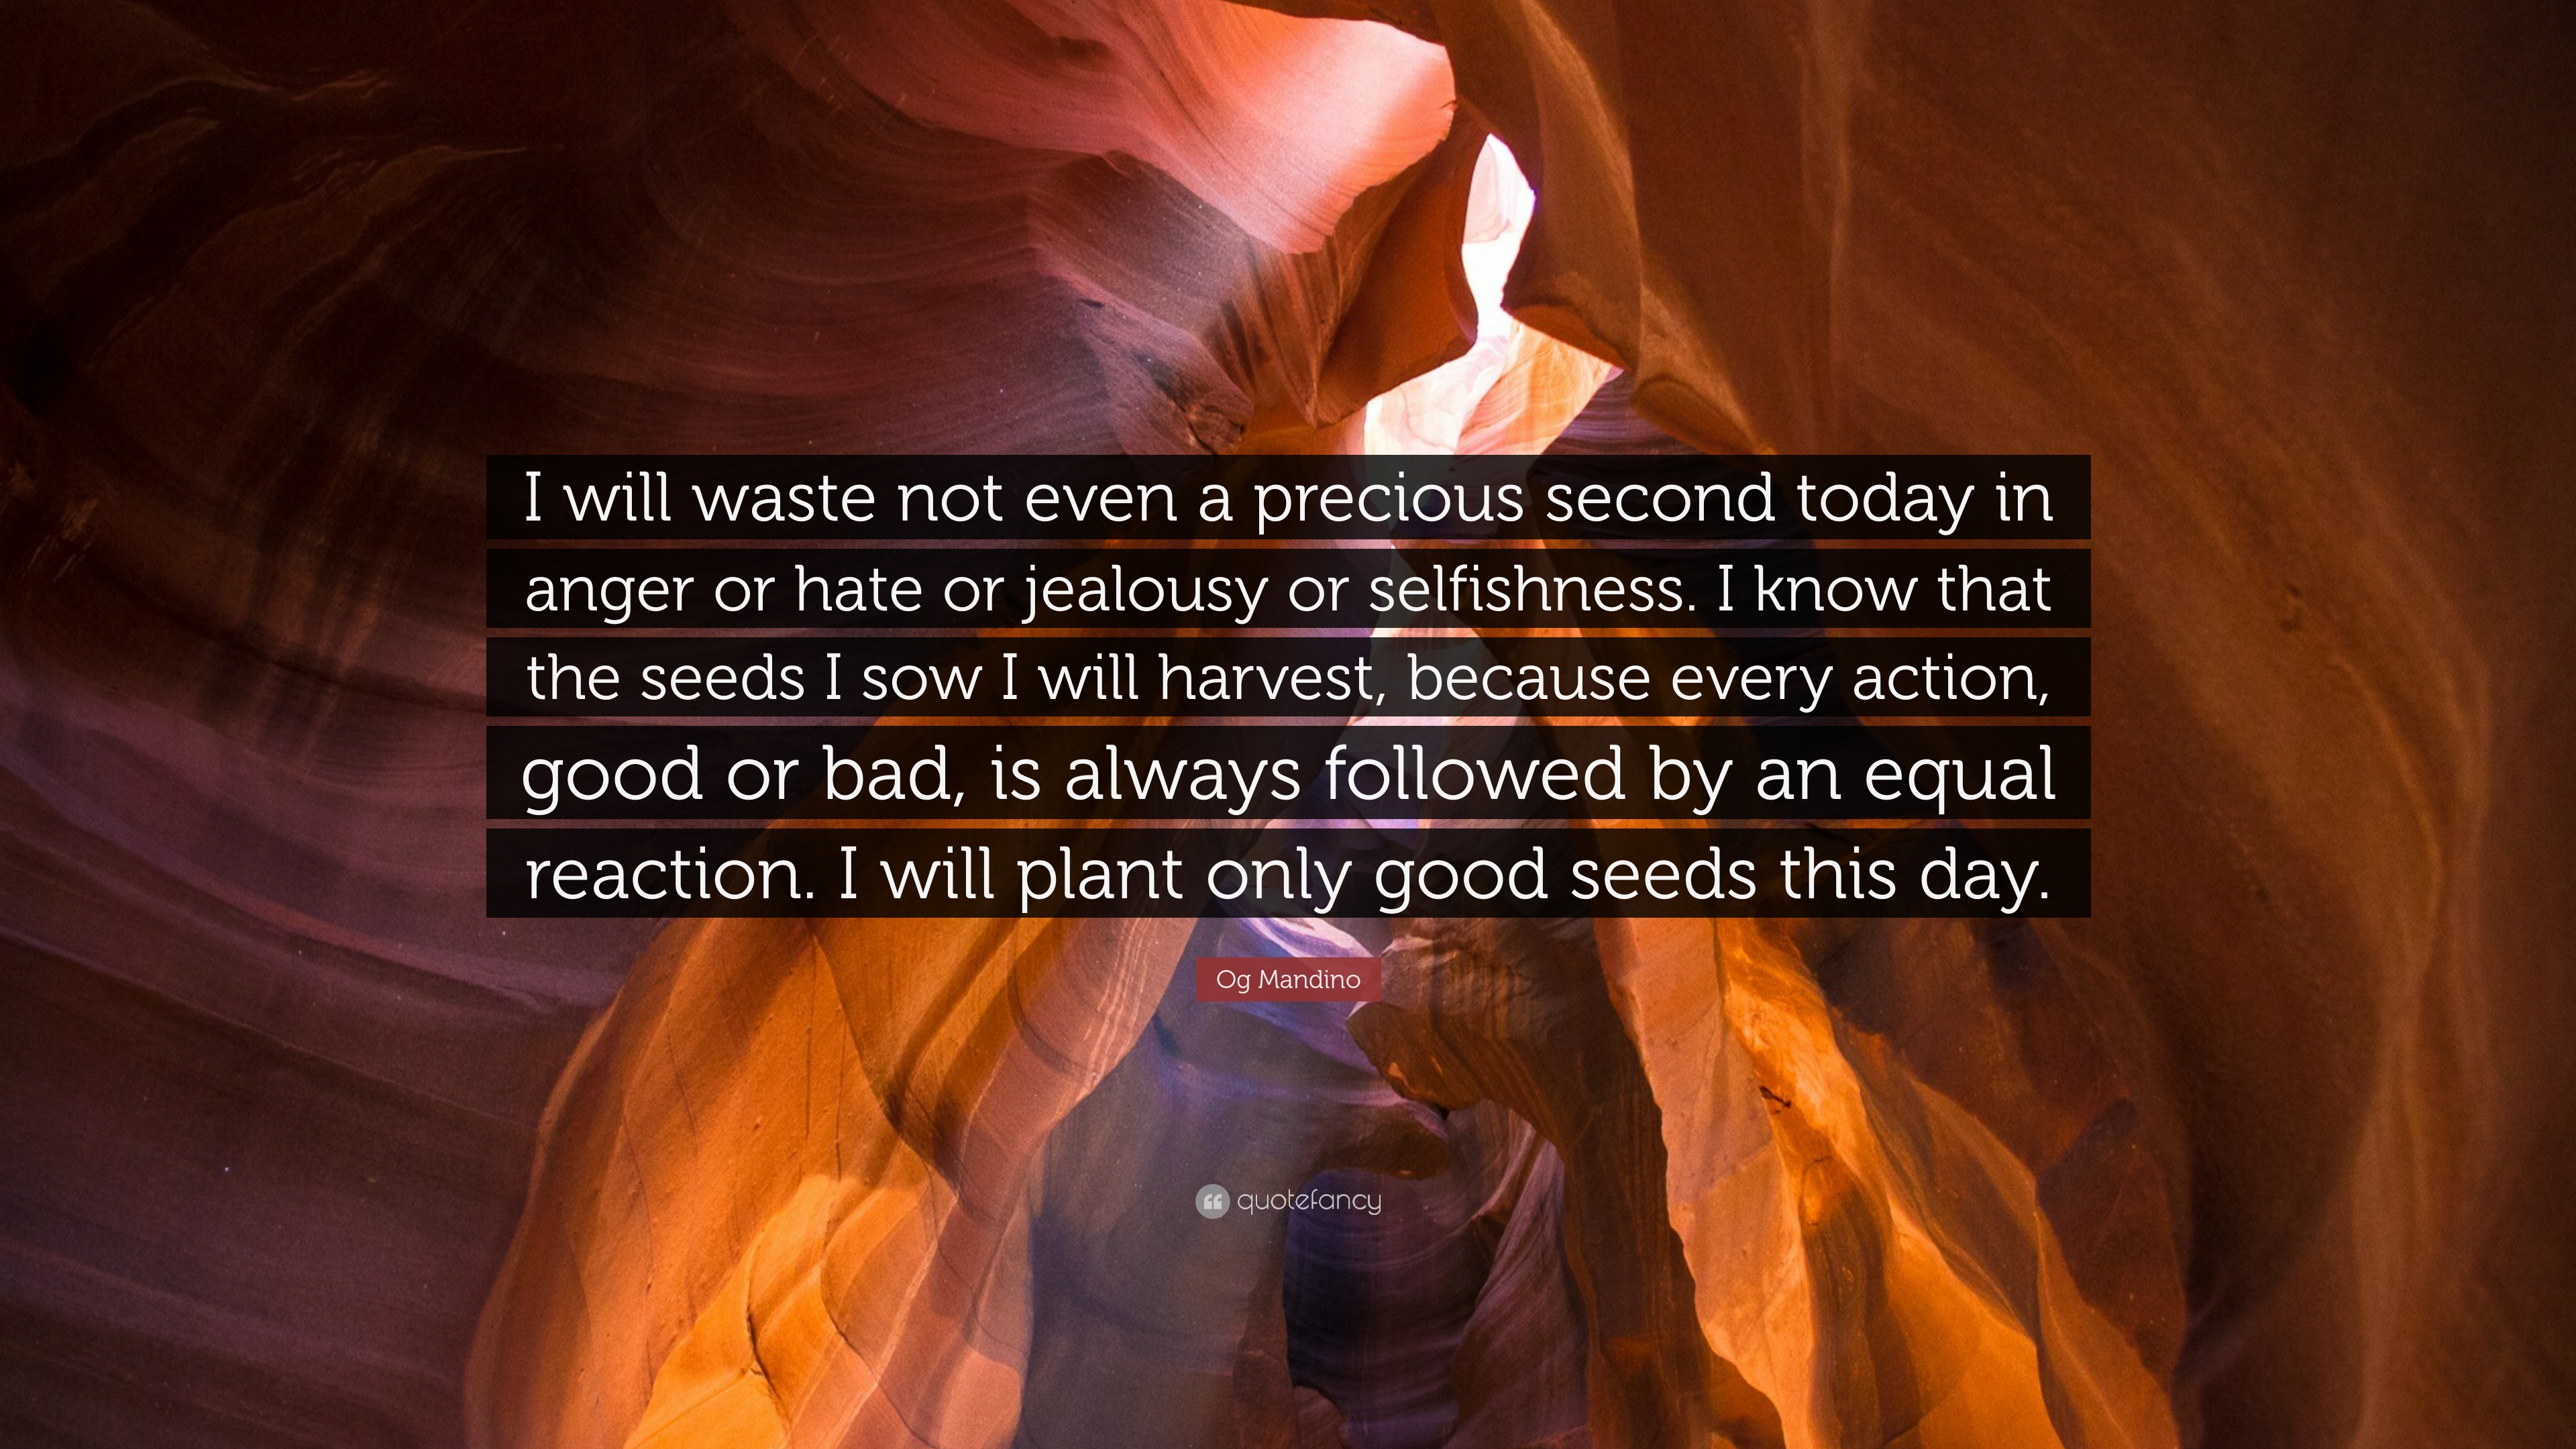 I will waste not even a precious second today in
anger or hate or jealousy or selfishness. I know that
the seeds I sow I will harvest, because every action,
good or bad, is always followed by an equal
reaction. I will plant only good seeds this day.
Og Mandino
quotefancy